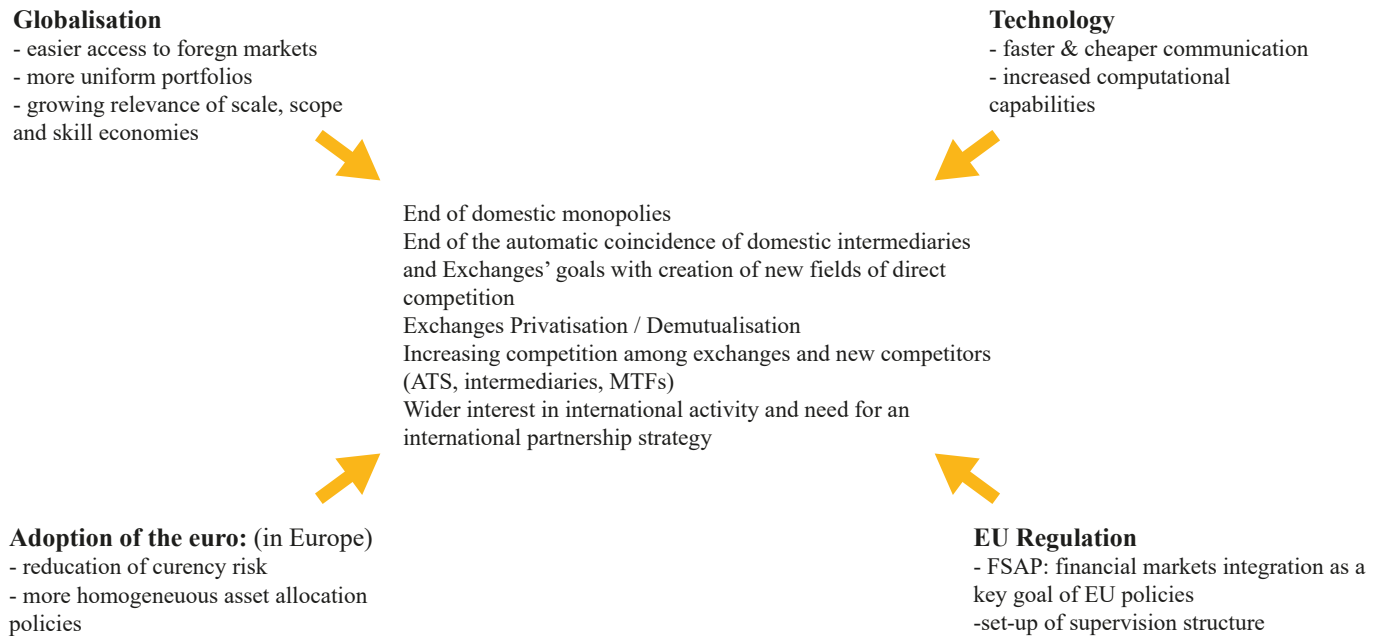 Globalisation
- easier access to foregn markets
- more uniform portfolios
- growing relevance of scale, scope
and skill economies
Technology
- faster & cheaper communication
- increased computational
capabilities
End of domestic monopolies
End of the automatic coincidence of domestic intermediaries
and Exchanges’ goals with creation of new fields of direct
competition
Exchanges Privatisation / Demutualisation
Increasing competition among exchanges and new competitors
(ATS, intermediaries, MTFs)
Wider interest in international activity and need for an
international partnership strategy
Adoption of the euro: (in Europe)
- reducation of curency risk
- more homogeneuous asset allocation
policies
EU Regulation
- FSAP: financial markets integration as a
key goal of EU policies
-set-up of supervision structure